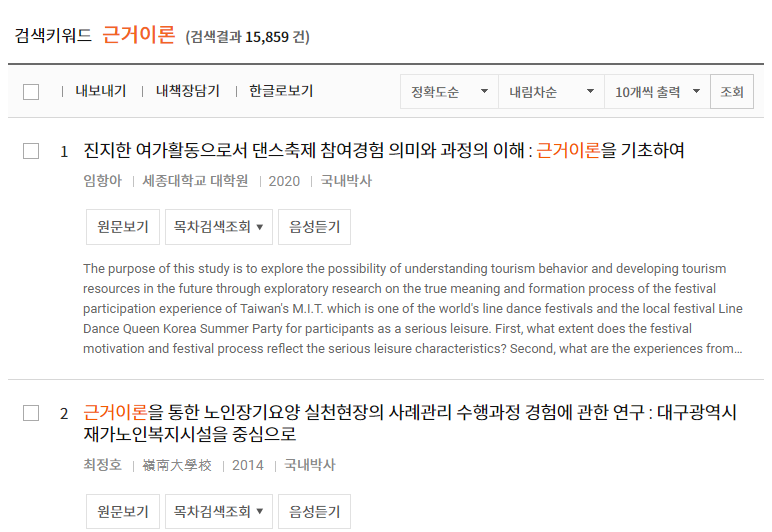 검색키워드 근거이론 (검색결과 15,859 건)
내보내기 내책장담기 한글로보기 정확도순 내림차순 10개씩 출력 조회
1 진지한 여가활동으로서 댄스축제 참여경험 의미와 과정의 이해 : 근거이론을 기초하여
임항아 세종대학교 대학원 2020 국내박사
원문보기 목차검색조회 음성듣기
The purpose of this study is to explore the possibility of understanding tourism behavior and developing tourism
resources in the future through exploratory research on the true meaning and formation process of the festival
participation experience of Taiwan's M.I.T. which is one of the world's line dance festivals and the local festival Line
Dance Queen Korea Summer Party for participants as a serious leisure. First, what extent does the festival
motivation and festival process reflect the serious leisure characteristics? Second, what are the experiences from...
2 근거이론을 통한 노인장기요양 실천현장의 사례관리 수행과정 경험에 관한 연구 : 대구광역시
재가노인복지시설을 중심으로
최정호 嶺南大學校 2014 국내박사
원문보기 목차검색조회 음성듣기